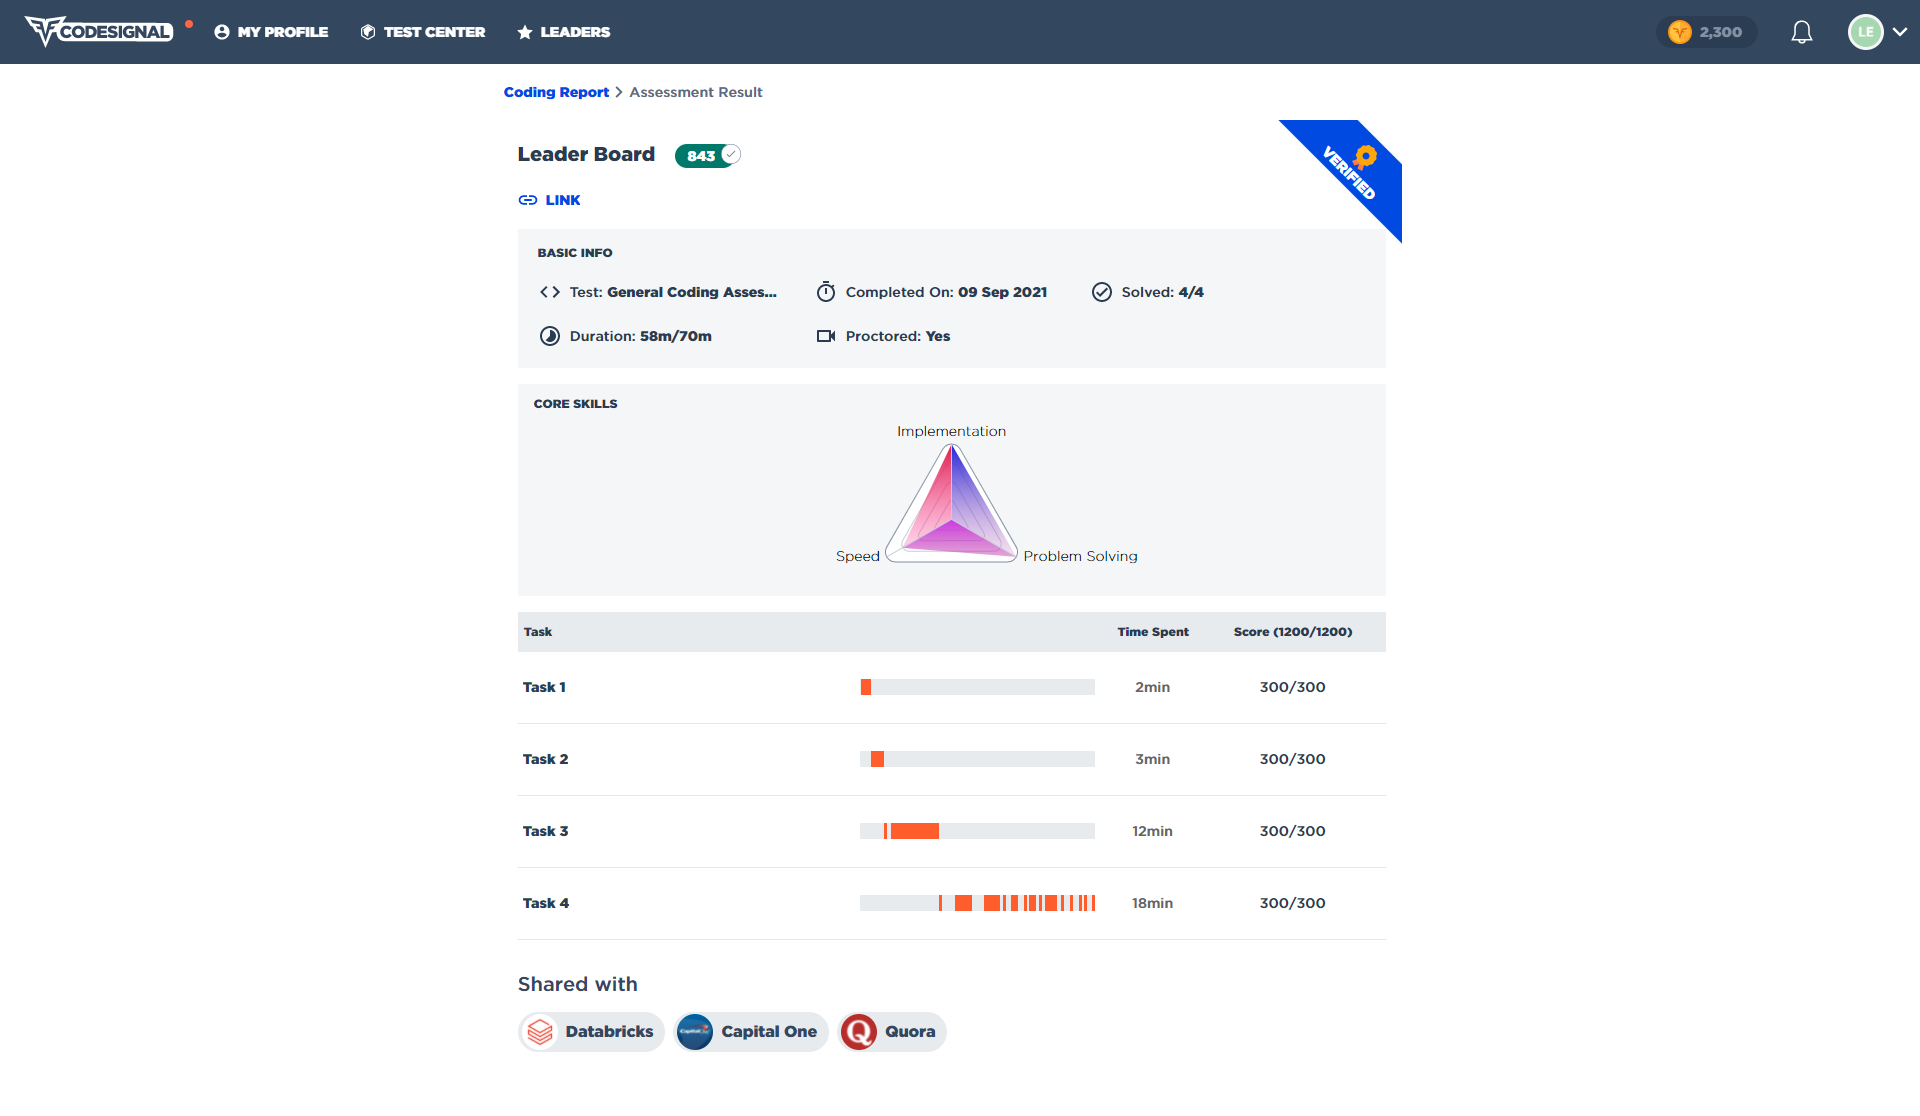 CODESIGNAL MY PROFILE TEST CENTER LEADERS 2,300 LE
Coding Report > Assessment Result
Leader Board 843
VERIFIED
LINK
BASIC INFO
Test: General Coding Asses... Completed On: 09 Sep 2021 Solved: 4/4
Duration: 58m/70m Proctored: Yes
CORE SKILLS
Implementation
Speed Problem Solving
Task Time Spent Score (1200/1200)
Task 1 2min 300/300
Task 2 3min 300/300
Task 3 12min 300/300
Task 4 18min 300/300
Shared with
Databricks Capital One Quora